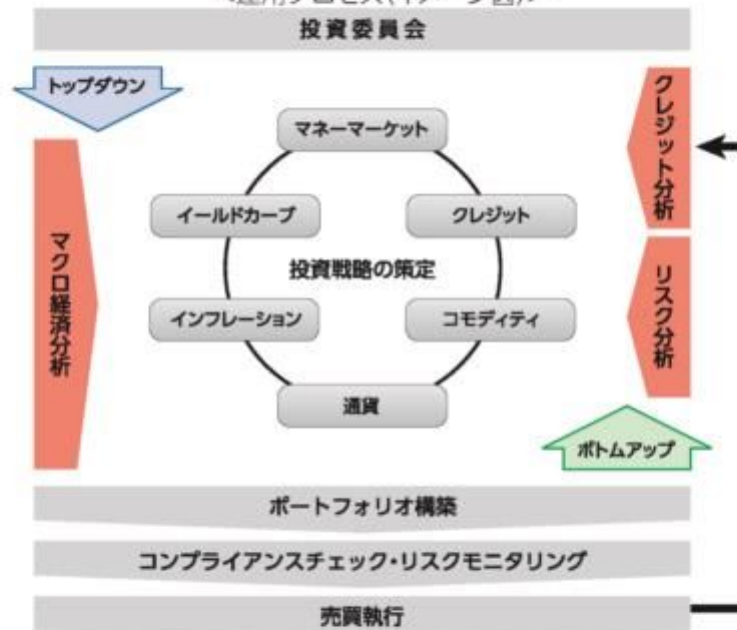 投資委員会
トップダウン
マクロ経済分析
マネーマーケット
イールドカーブ
クレジット
投資戦略の策定
インフレーション
コモディティ
通貨
クレジット分析
リスク分析
ボトムアップ
ポートフォリオ構築
コンプライアンスチェック・リスクモニタリング
売買執行